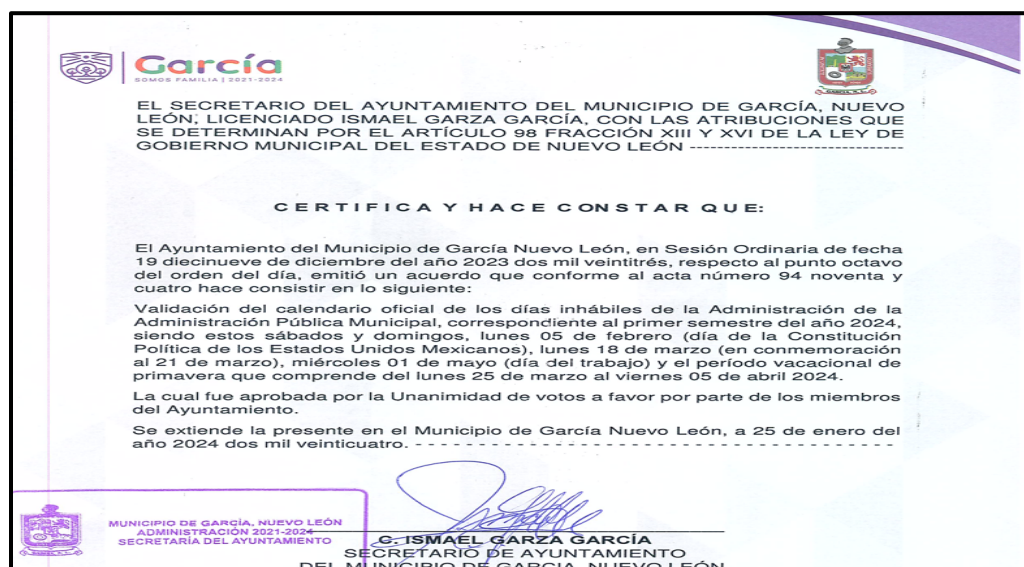 García
SOMOS FAMILIA | 2021-2024
GARCIA, N. L.
EL SECRETARIO DEL AYUNTAMIENTO DEL MUNICIPIO DE GARCÍA, NUEVO
LEÓN, LICENCIADO ISMAEL GARZA GARCÍA, CON LAS ATRIBUCIONES QUE
SE DETERMINAN POR EL ARTÍCULO 98 FRACCIÓN XIII Y XVI DE LA LEY DE
GOBIERNO MUNICIPAL DEL ESTADO DE NUEVO LEÓN ------------------------------
CERTIFICA Y HACE CONSTAR QUE:
El Ayuntamiento del Municipio de García Nuevo León, en Sesión Ordinaria de fecha
19 diecinueve de diciembre del año 2023 dos mil veintitrés, respecto al punto octavo
del orden del día, emitió un acuerdo que conforme al acta número 94 noventa y
cuatro hace consistir en lo siguiente:
Validación del calendario oficial de los días inhábiles de la Administración de la
Administración Pública Municipal, correspondiente al primer semestre del año 2024,
siendo estos sábados y domingos, lunes 05 de febrero (día de la Constitución
Política de los Estados Unidos Mexicanos), lunes 18 de marzo (en conmemoración
al 21 de marzo), miércoles 01 de mayo (día del trabajo) y el período vacacional de
primavera que comprende del lunes 25 de marzo al viernes 05 de abril 2024.
La cual fue aprobada por la Unanimidad de votos a favor por parte de los miembros
del Ayuntamiento.
Se extiende la presente en el Municipio de García Nuevo León, a 25 de enero del
año 2024 dos mil veinticuatro. - - - - - - - - - - - - - - - - - - - - - - - - - - - - - - - - - - - - - - - -
MUNICIPIO DE GARCÍA, NUEVO LEÓN
ADMINISTRACIÓN 2021-2024
SECRETARÍA DEL AYUNTAMIENTO
C. ISMAEL GARZA GARCÍA
SECRETARIO DE AYUNTAMIENTO
DEL MUNICIPIO DE GARCIA, NUEVO LEÓN